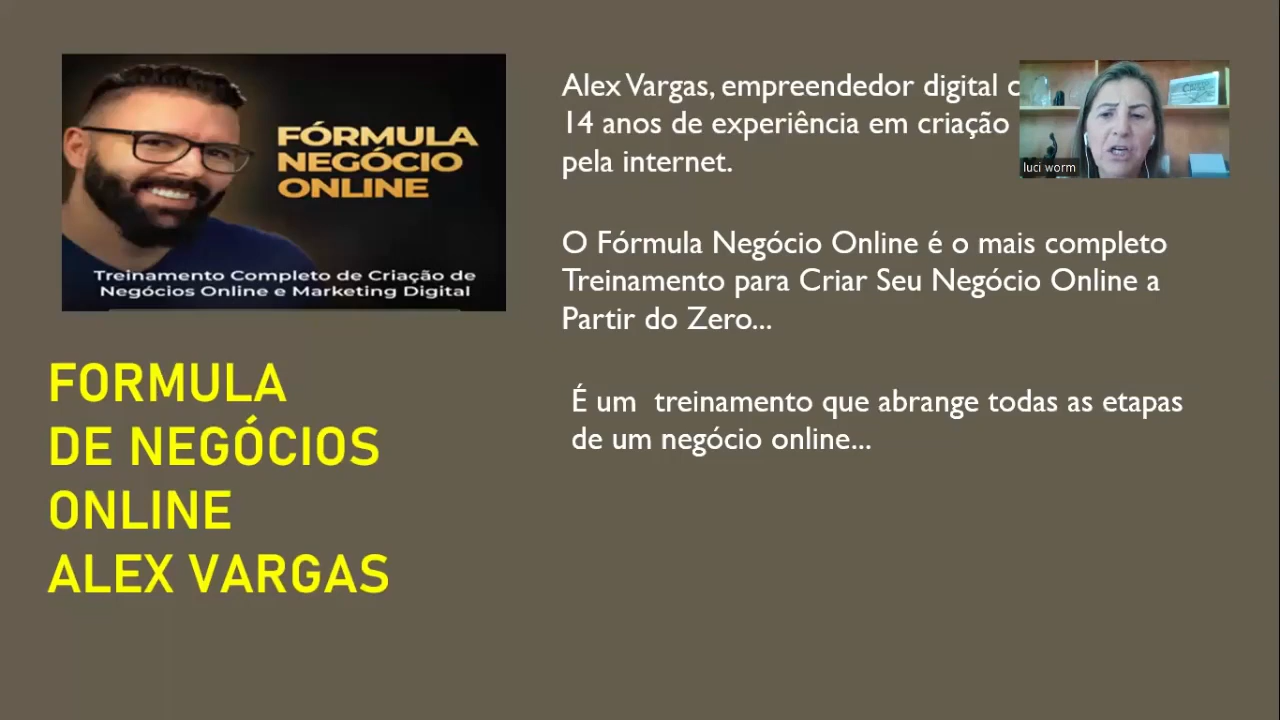 FÓRMULA
NEGÓCIO
ONLINE
Treinamento Completo de Criação de
Negócios Online e Marketing Digital
FORMULA
DE NEGÓCIOS
ONLINE
ALEX VARGAS
Alex Vargas, empreendedor digital
14 anos de experiência em criação
pela internet.
O Fórmula Negócio Online é o mais completo
Treinamento para Criar Seu Negócio Online a
Partir do Zero...
É um treinamento que abrange todas as etapas
de um negócio online...
luci worm